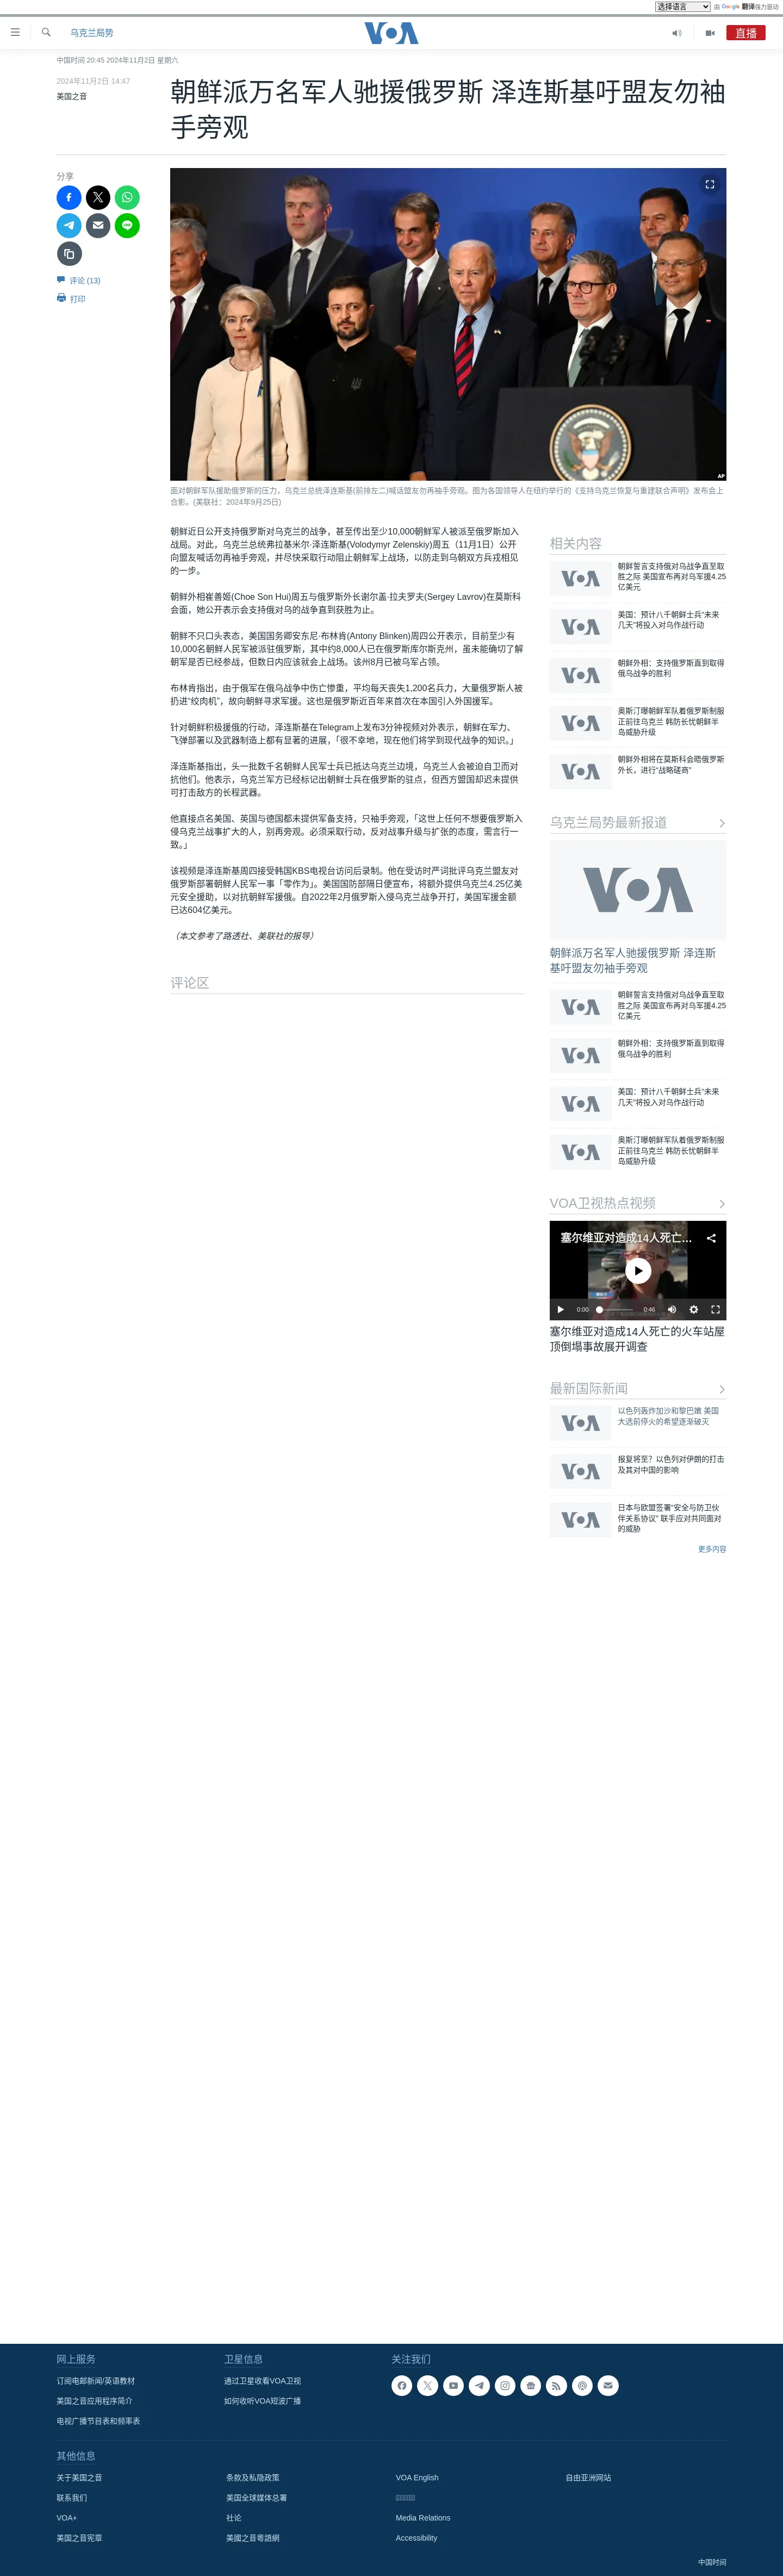 选择语言
由 Google 翻译强力驱动
乌克兰局势
VOA
直播
中国时间 20:45 2024年11月2日 星期六
2024年11月2日 14:47
美国之音
朝鲜派万名军人驰援俄罗斯 泽连斯基吁盟友勿袖
手旁观
分享
评论 (13)
打印
AP
面对朝鲜军队援助俄罗斯的压力，乌克兰总统泽连斯基(前排左二)喊话盟友勿再袖手旁观。图为各国领导人在纽约举行的《支持乌克兰恢复与重建联合声明》发布会上
合影。(美联社：2024年9月25日)
朝鲜近日公开支持俄罗斯对乌克兰的战争，甚至传出至少10,000朝鲜军人被派至俄罗斯加入
战局。对此，乌克兰总统弗拉基米尔·泽连斯基(Volodymyr Zelenskiy)周五（11月1日）公开
向盟友喊话勿再袖手旁观，并尽快采取行动阻止朝鲜军上战场，以防走到乌朝双方兵戎相见
的一步。
朝鲜外相崔善姬(Choe Son Hui)周五与俄罗斯外长谢尔盖·拉夫罗夫(Sergey Lavrov)在莫斯科
会面，她公开表示会支持俄对乌的战争直到获胜为止。
朝鲜不只口头表态，美国国务卿安东尼·布林肯(Antony Blinken)周四公开表示，目前至少有
10,000名朝鲜人民军被派驻俄罗斯，其中约8,000人已在俄罗斯库尔斯克州，虽未能确切了解
朝军是否已经参战，但数日内应该就会上战场。该州8月已被乌军占领。
布林肯指出，由于俄军在俄乌战争中伤亡惨重，平均每天丧失1,200名兵力，大量俄罗斯人被
扔进“绞肉机”，故向朝鲜寻求军援。这也是俄罗斯近百年来首次在本国引入外国援军。
针对朝鲜积极援俄的行动，泽连斯基在Telegram上发布3分钟视频对外表示，朝鲜在军力、
飞弹部署以及武器制造上都有显著的进展，「很不幸地，现在他们将学到现代战争的知识。」
泽连斯基指出，头一批数千名朝鲜人民军士兵已抵达乌克兰边境，乌克兰人会被迫自卫而对
抗他们。他表示，乌克兰军方已经标记出朝鲜士兵在俄罗斯的驻点，但西方盟国却迟未提供
可打击敌方的长程武器。
他直接点名美国、英国与德国都未提供军备支持，只袖手旁观，「这世上任何不想要俄罗斯入
侵乌克兰战事扩大的人，别再旁观。必须采取行动，反对战事升级与扩张的态度，需言行一
致。」
该视频是泽连斯基周四接受韩国KBS电视台访问后录制。他在受访时严词批评乌克兰盟友对
俄罗斯部署朝鲜人民军一事「零作为」。美国国防部隔日便宣布，将额外提供乌克兰4.25亿美
元安全援助，以对抗朝鲜军援俄。自2022年2月俄罗斯入侵乌克兰战争开打，美国军援金额
已达604亿美元。
（本文参考了路透社、美联社的报导）
评论区
相关内容
VOA
朝鲜誓言支持俄对乌战争直至取
胜之际 美国宣布再对乌军援4.25
亿美元
VOA
美国：预计八千朝鲜士兵“未来
几天”将投入对乌作战行动
VOA
朝鲜外相：支持俄罗斯直到取得
俄乌战争的胜利
VOA
奥斯汀曝朝鲜军队着俄罗斯制服
正前往乌克兰 韩防长忧朝鲜半
岛威胁升级
VOA
朝鲜外相将在莫斯科会晤俄罗斯
外长，进行“战略磋商”
乌克兰局势最新报道
VOA
朝鲜派万名军人驰援俄罗斯 泽连斯
基吁盟友勿袖手旁观
VOA
朝鲜誓言支持俄对乌战争直至取
胜之际 美国宣布再对乌军援4.25
亿美元
VOA
朝鲜外相：支持俄罗斯直到取得
俄乌战争的胜利
VOA
美国：预计八千朝鲜士兵“未来
几天”将投入对乌作战行动
VOA
奥斯汀曝朝鲜军队着俄罗斯制服
正前往乌克兰 韩防长忧朝鲜半
岛威胁升级
VOA卫视热点视频
塞尔维亚对造成14人死亡...
0:00
0:46
塞尔维亚对造成14人死亡的火车站屋
顶倒塌事故展开调查
最新国际新闻
VOA
以色列轰炸加沙和黎巴嫩 美国
大选前停火的希望逐渐破灭
VOA
报复将至？以色列对伊朗的打击
及其对中国的影响
VOA
日本与欧盟签署“安全与防卫伙
伴关系协议” 联手应对共同面对
的威胁
更多内容
网上服务
订阅电邮新闻/英语教材
美国之音应用程序简介
电视广播节目表和频率表
卫星信息
通过卫星收看VOA卫视
如何收听VOA短波广播
关注我们
其他信息
关于美国之音
条款及私隐政策
VOA English
自由亚洲网站
联系我们
美国全球媒体总署
VOA+
社论
Media Relations
美国之音宪章
美國之音粵語網
Accessibility
中国时间